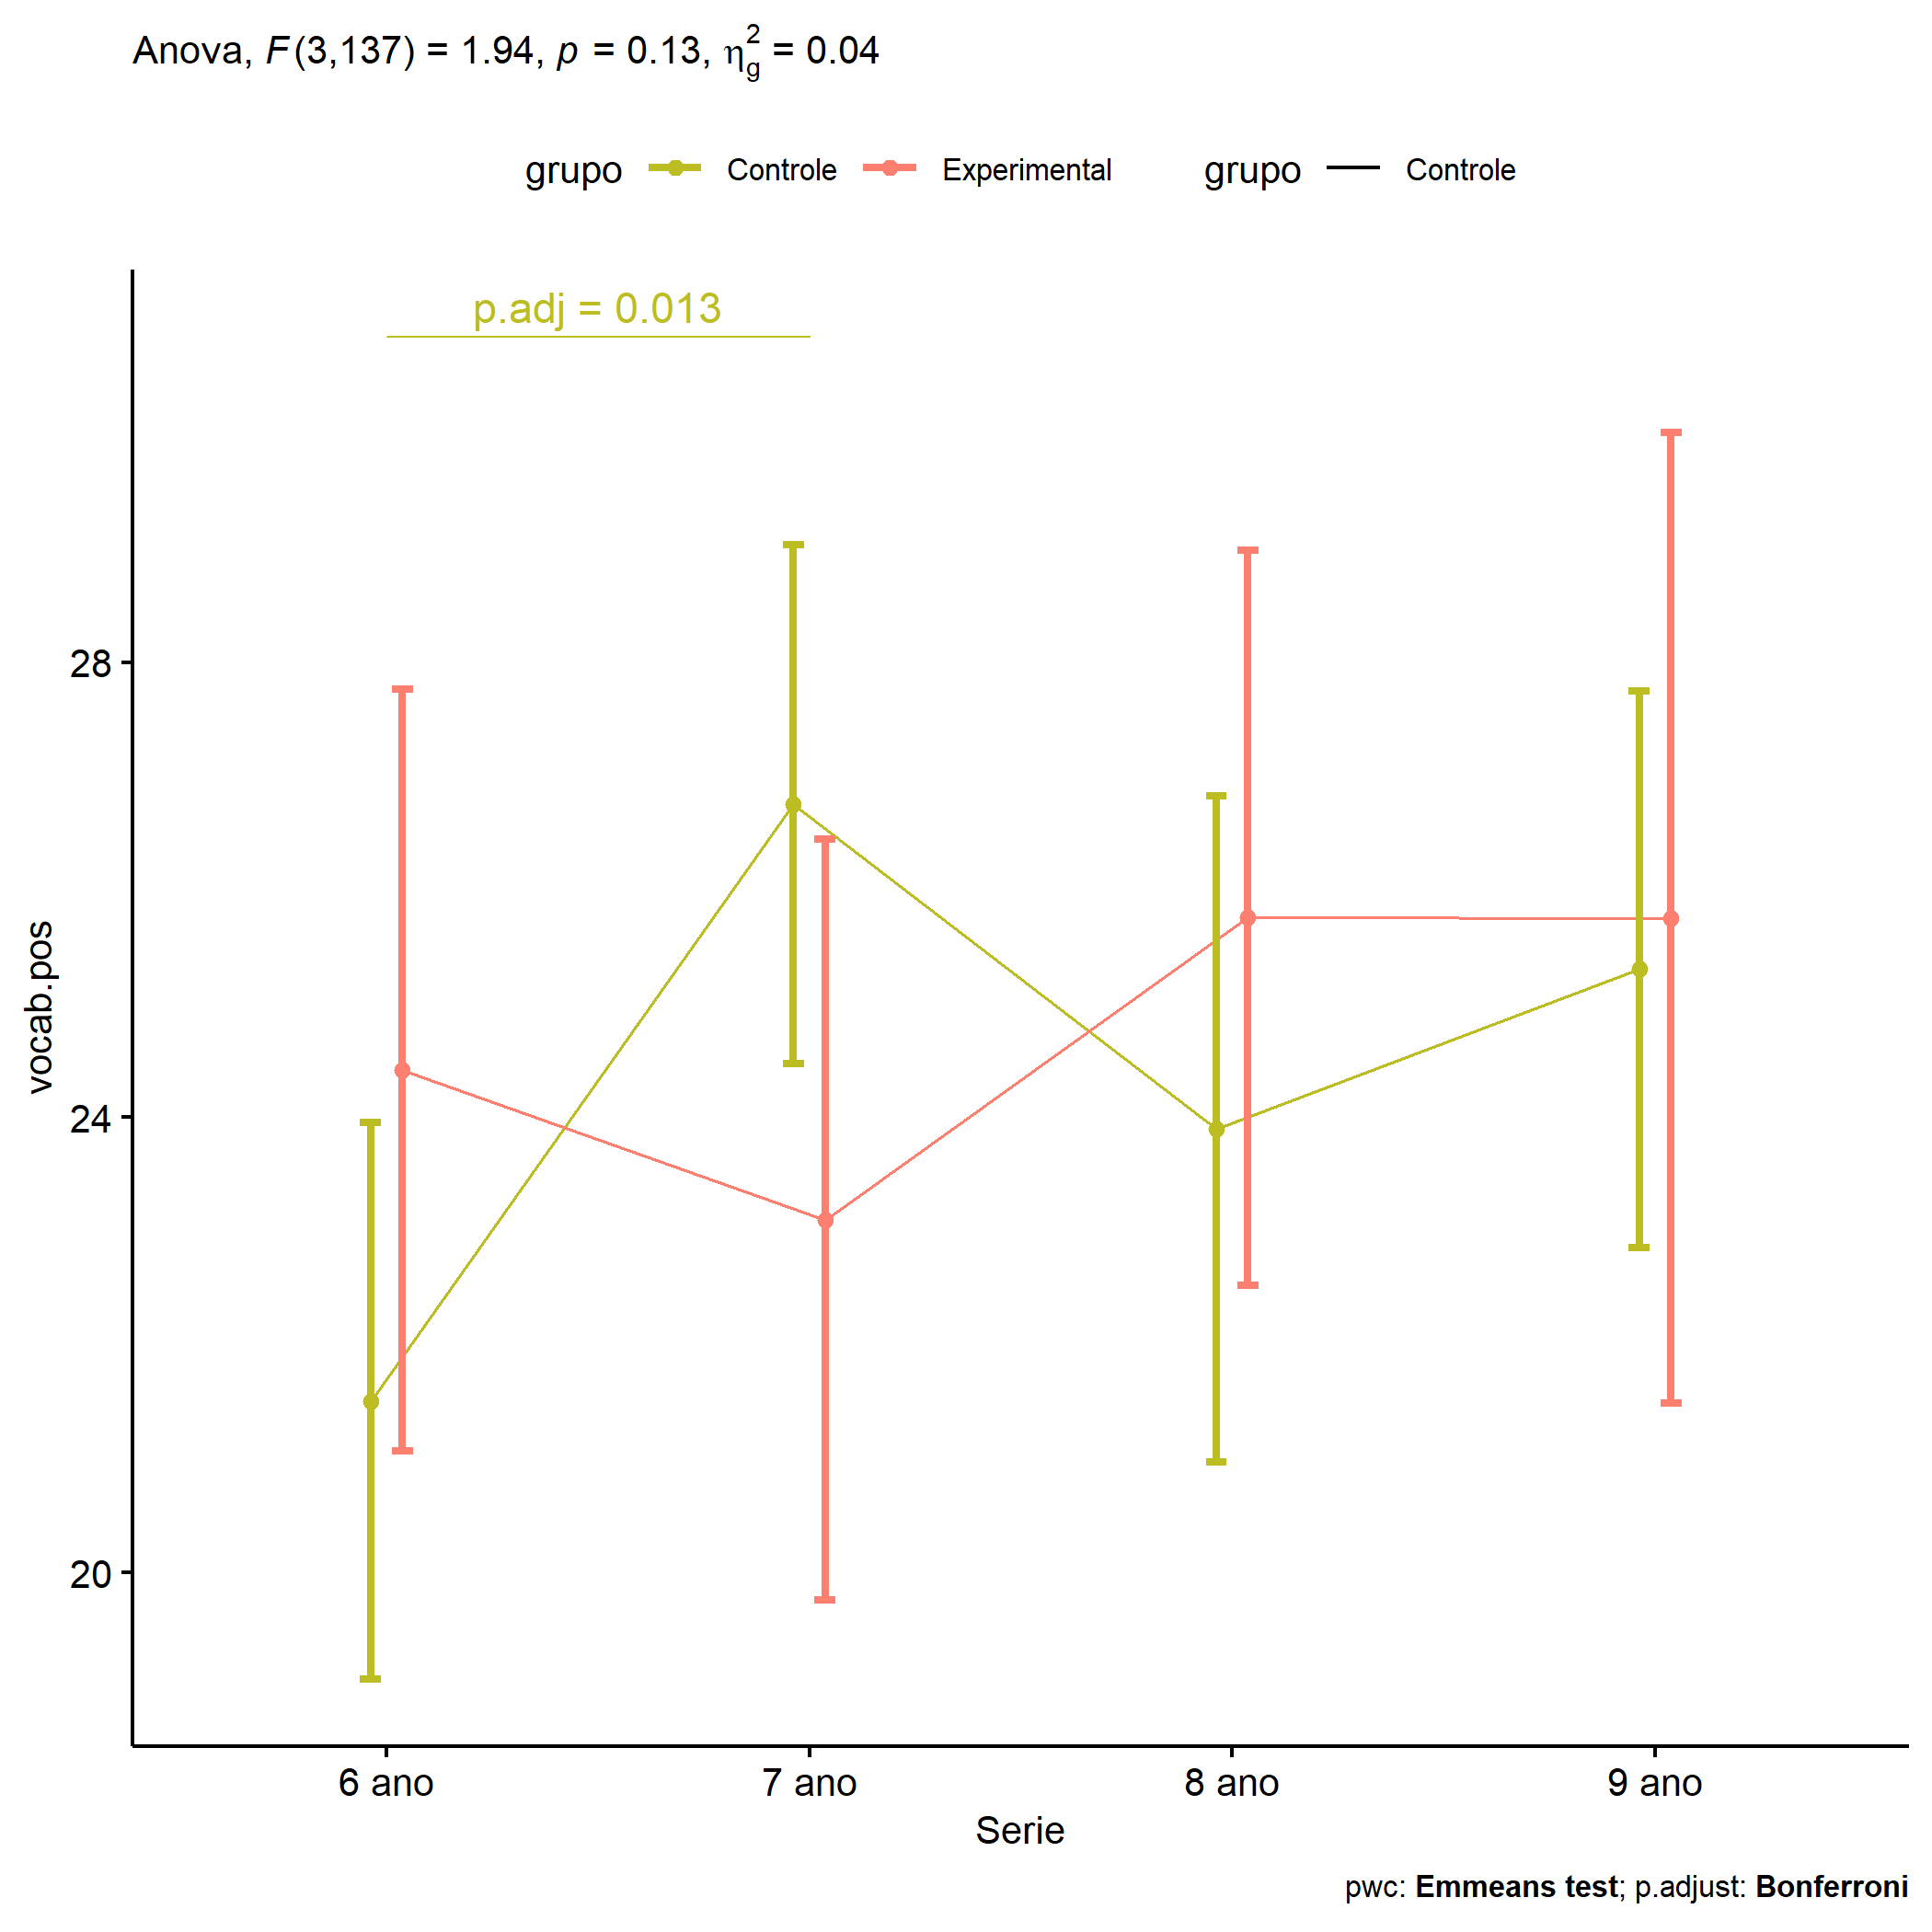 Anova, F(3,137) = 1.94, p = 0.13, η²g = 0.04
grupo Controle Experimental grupo Controle
p.adj = 0.013
28
24
20
vocab.pos
6 ano 7 ano 8 ano 9 ano
Serie
pwc: Emmeans test; p.adjust: Bonferroni